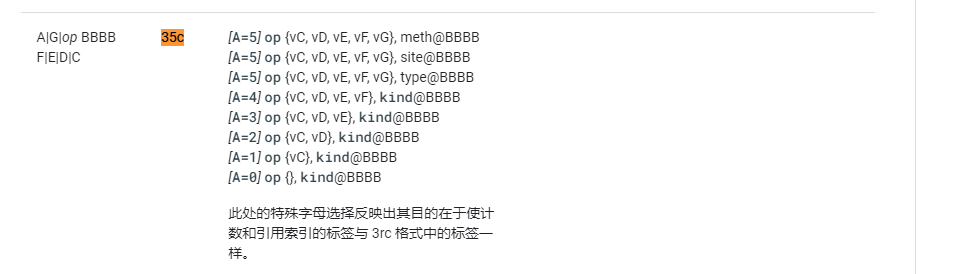 A|G|op BBBB 35c [A=5] op {vC, vD, vE, vF, vG}, meth@BBBB
F|E|D|C [A=5] op {vC, vD, vE, vF, vG}, site@BBBB
[A=5] op {vC, vD, vE, vF, vG}, type@BBBB
[A=4] op {vC, vD, vE, vF}, kind@BBBB
[A=3] op {vC, vD, vE}, kind@BBBB
[A=2] op {vC, vD}, kind@BBBB
[A=1] op {vC}, kind@BBBB
[A=0] op {}, kind@BBBB
此处的特殊字母选择反映出其目的在于使计
数和引用索引的标签与 3rc 格式中的标签一
样。